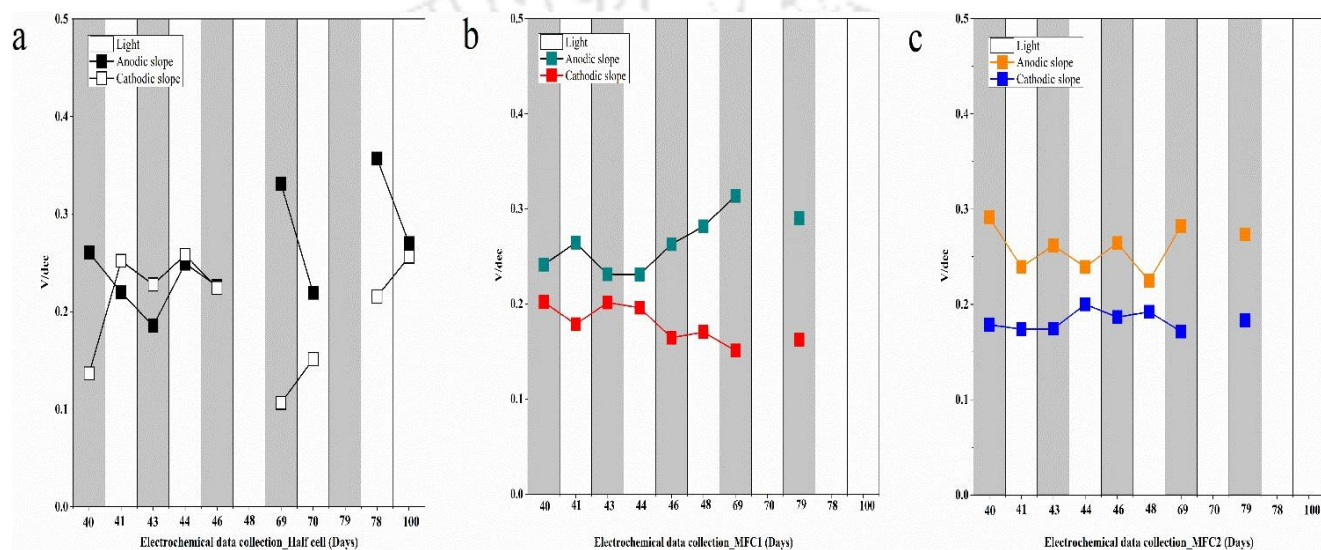 a
0.5
0.4
0.3
0.2
0.1
0.0
V/dec
Light
Anodic slope
Cathodic slope
40 41 43 44 46 48 69 70 79 78 100
Electrochemical data collection_Half cell (Days)
b
0.5
0.4
0.3
0.2
0.1
0.0
V/dec
Light
Anodic slope
Cathodic slope
40 41 43 44 46 48 69 70 79 78 100
Electrochemical data collection_MFC1 (Days)
c
0.5
0.4
0.3
0.2
0.1
0.0
V/dec
Light
Anodic slope
Cathodic slope
40 41 43 44 46 48 69 70 79 78 100
Electrochemical data collection_MFC2 (Days)